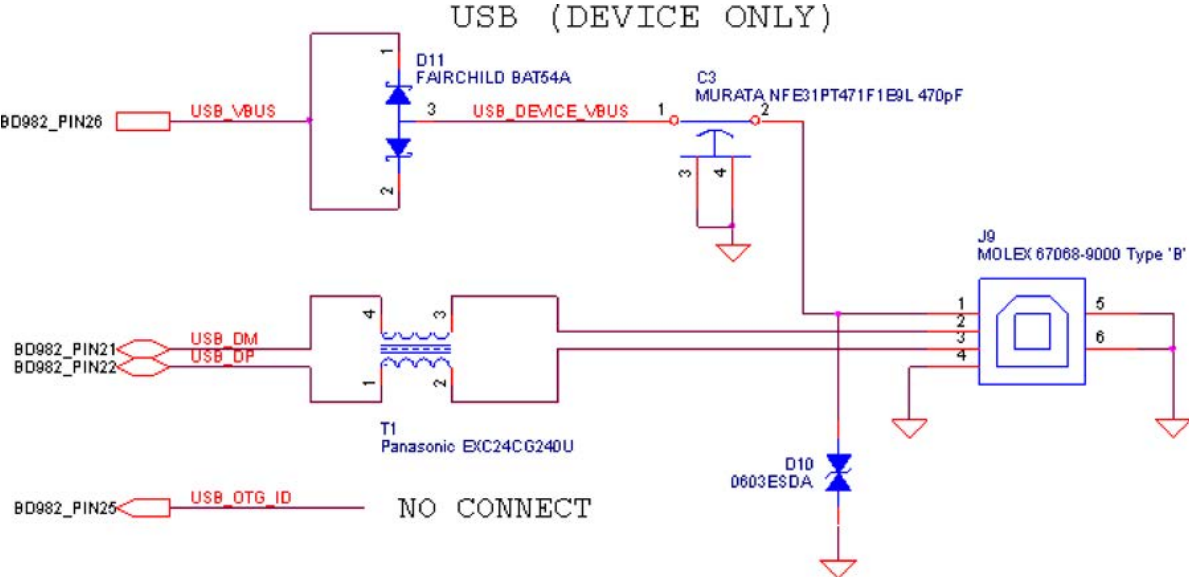 USB (DEVICE ONLY)
D11
FAIRCHILD BAT54A
C3
MURATA NFE31PT471F1E9L 470pF
BD982_PIN26
USB_VBUS
1
3
2
USB_DEVICE_VBUS
1
2
3
4
J9
MOLEX 67068-9000 Type 'B'
1
2
3
4
5
6
BD982_PIN21
USB_DM
BD982_PIN22
USB_DP
4
3
1
2
T1
Panasonic EXC24CG240U
D10
0603ESDA
BD982_PIN25
USB_OTG_ID
NO CONNECT